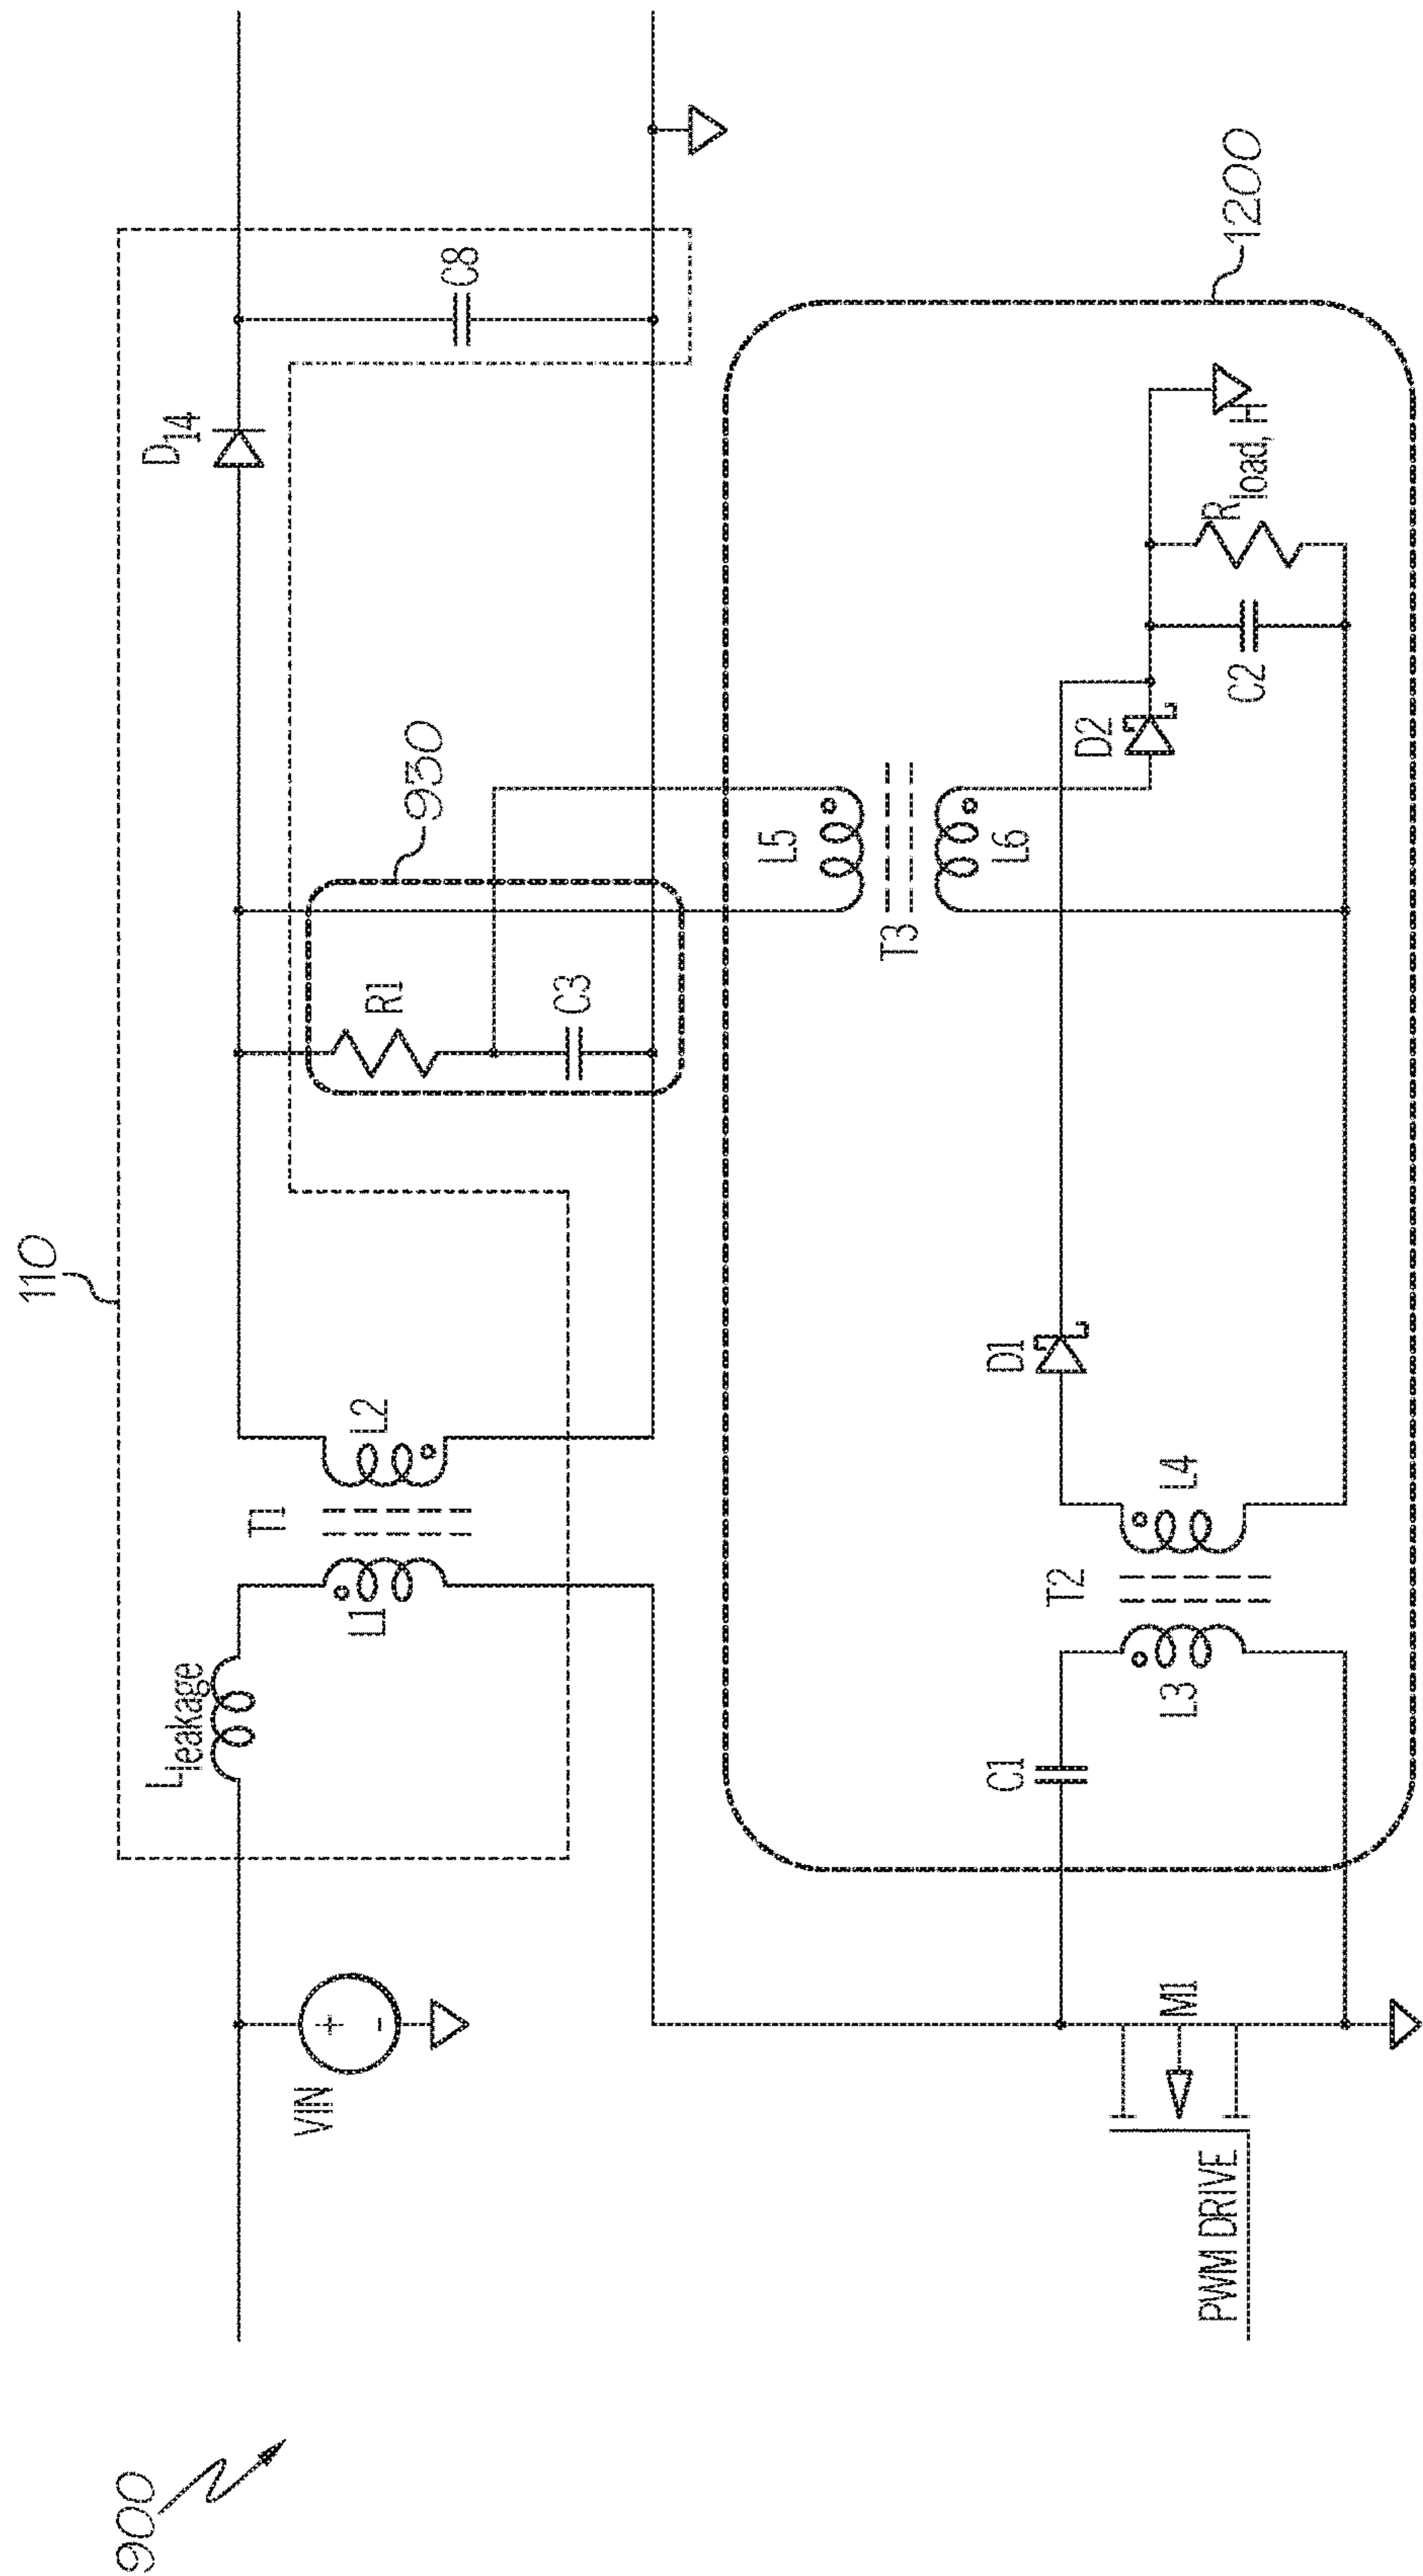 900
110
VIN
+
-
Lleakage
L1
T1
L2
R1
C3
930
D14
C8
PWM DRIVE
M1
C1
L3
T2
L4
D1
T3
L5
L6
D2
C2
Rload, H
1200